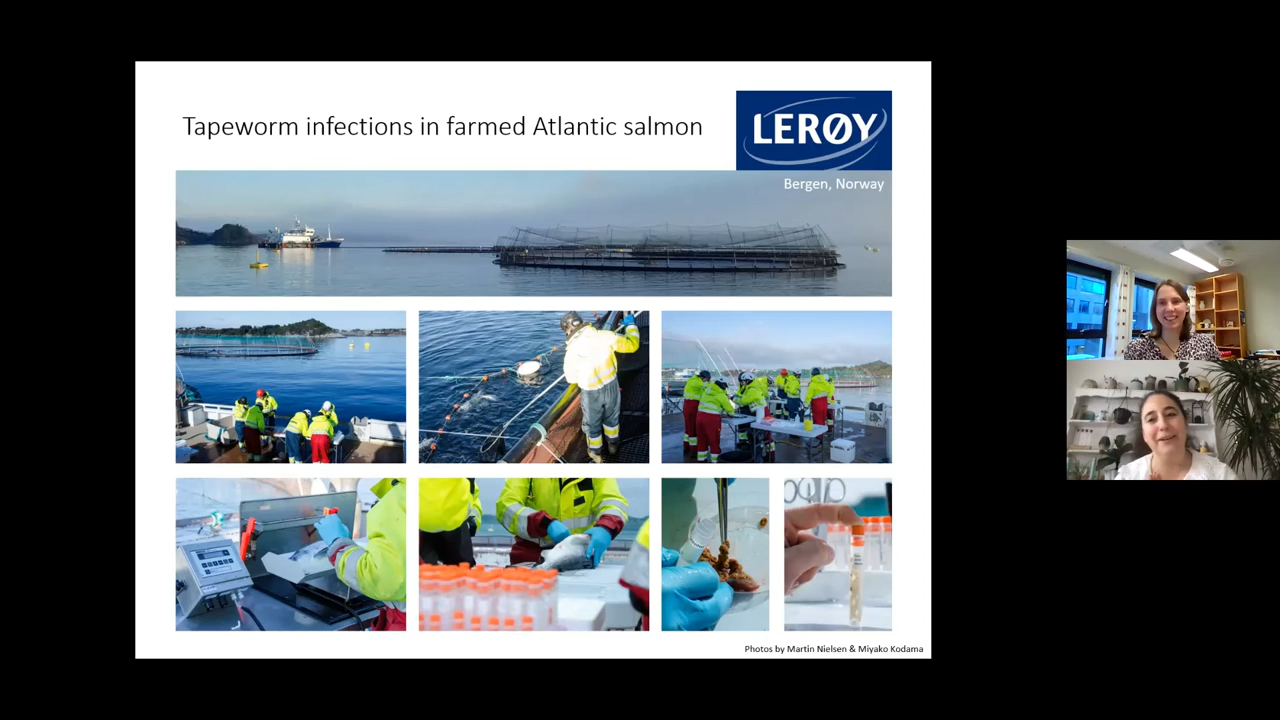 Tapeworm infections in farmed Atlantic salmon
LERØY
Bergen, Norway
Photos by Martin Nielsen & Miyako Kodama